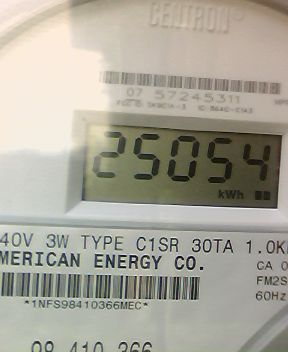 CENTRON®
07 57245311
25054
kWh
40V 3W TYPE C1SR 30TA 1.0K
MERICAN ENERGY CO.
CA 0
FM2S
60Hz
*1NFS98410366MEC*
98 410 366